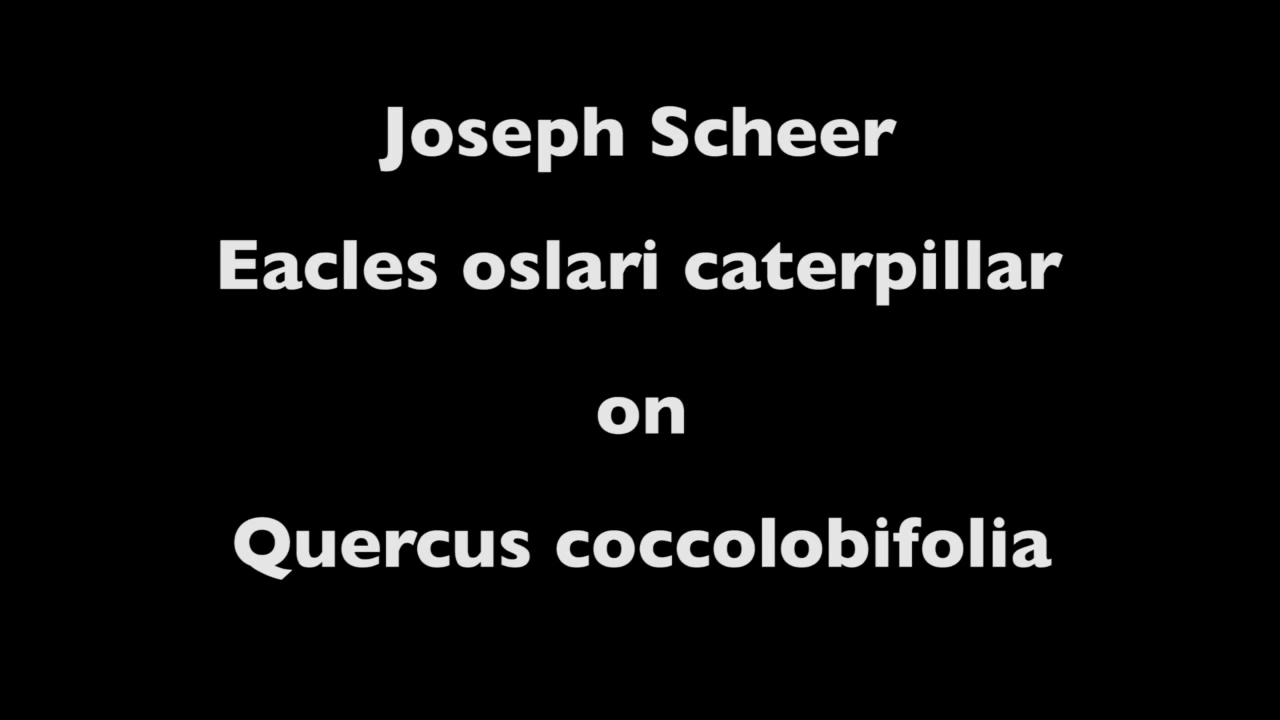 Joseph Scheer
Eacles oslari caterpillar
on
Quercus coccolobifolia